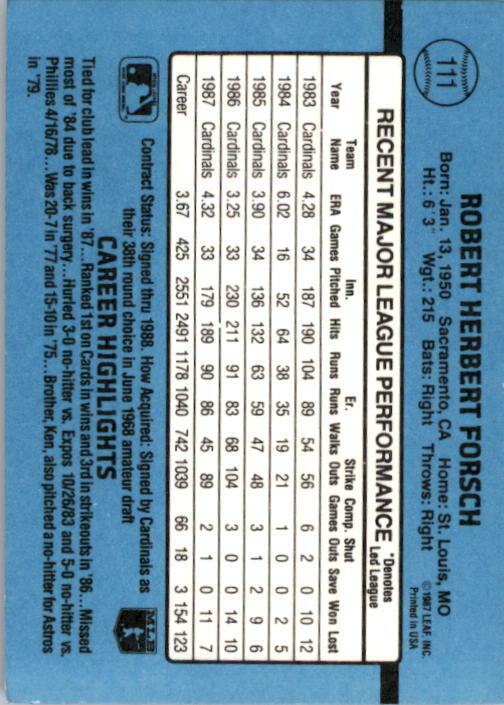 111
ROBERT HERBERT FORSCH
Born: Jan. 13, 1950 Sacramento, CA Home: St. Louis, MO
Ht.: 6'3" Wgt.: 215 Bats: Right Throws: Right
©1987 LEAF, INC.
Printed in USA
RECENT MAJOR LEAGUE PERFORMANCE *Denotes
Led League
Team Inn. Er. Strike Comp. Shut
Year Name ERA Games Pitched Hits Runs Runs Walks Outs Games Outs Save Won Lost
1983 Cardinals 4.28 34 187 190 104 89 54 56 6 2 0 10 12
1984 Cardinals 6.02 16 52 64 38 35 19 21 1 0 0 2 5
1985 Cardinals 3.90 34 136 132 63 59 47 48 3 1 2 9 6
1986 Cardinals 3.25 33 230 211 91 83 68 104 3 0 0 14 10
1987 Cardinals 4.32 33 179 189 90 86 45 89 2 1 0 11 7
Career 3.67 425 2551 2491 1178 1040 742 1039 66 18 3 154 123
Contract Status: Signed thru 1988. How Acquired: Signed by Cardinals as
their 38th round choice in June 1968 amateur draft
MLB
CAREER HIGHLIGHTS
Tied for club lead in wins in '87...Ranked 1st on Cards in wins and 3rd in strikeouts in '86...Missed
most of '84 due to back surgery...Hurled 3-0 no-hitter vs. Expos 10/26/83 and 5-0 no-hitter vs.
Phillies 4/16/78...Was 20-7 in '77 and 15-10 in '75...Brother, Ken, also pitched a no-hitter for Astros
in '79.